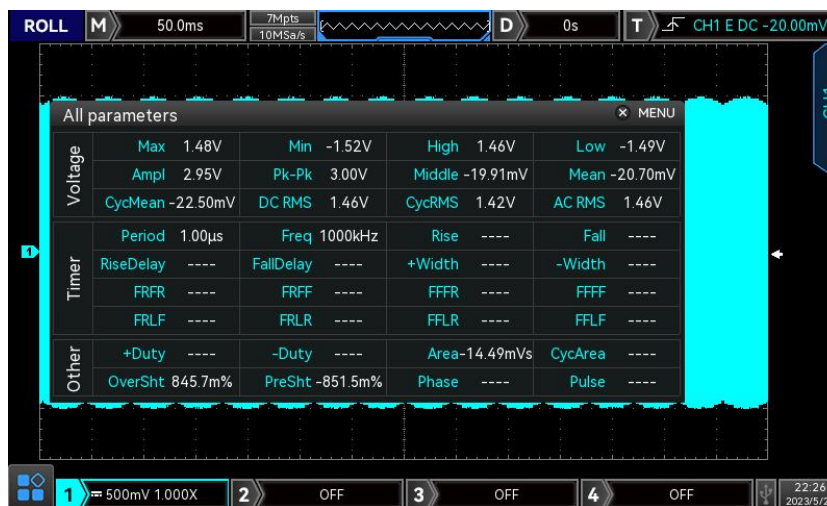 ROLL M 50.0ms 7Mpts D 0s T CH1 E DC -20.00mV
10MSa/s
All parameters MENU
Voltage
Max 1.48V Min -1.52V High 1.46V Low -1.49V
Ampl 2.95V Pk-Pk 3.00V Middle -19.91mV Mean -20.70mV
CycMean -22.50mV DC RMS 1.46V CycRMS 1.42V AC RMS 1.46V
Timer
Period 1.00µs Freq 1000kHz Rise ---- Fall ----
RiseDelay ---- FallDelay ---- +Width ---- -Width ----
FRFR ---- FRFF ---- FFFR ---- FFFF ----
FRLF ---- FRLR ---- FFLR ---- FFLF ----
Other
+Duty ---- -Duty ---- Area -14.49mVs CycArea ----
OverSht 845.7m% PreSht -851.5m% Phase ---- Pulse ----
1
1 500mV 1.000X 2 OFF 3 OFF 4 OFF 22:26